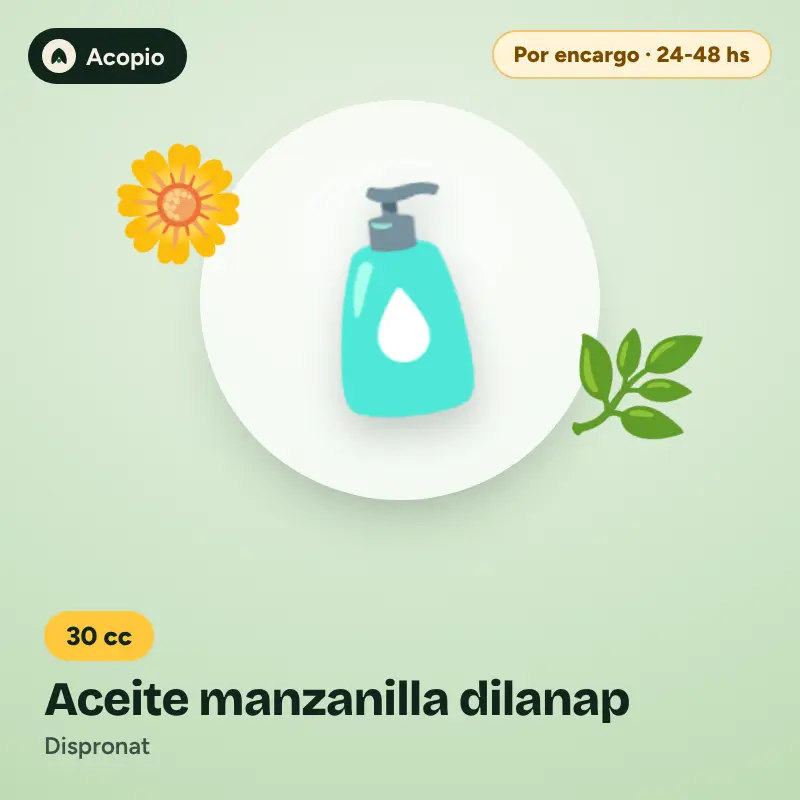 Acopio
Por encargo · 24-48 hs
30 cc
Aceite manzanilla dilanap
Dispronat